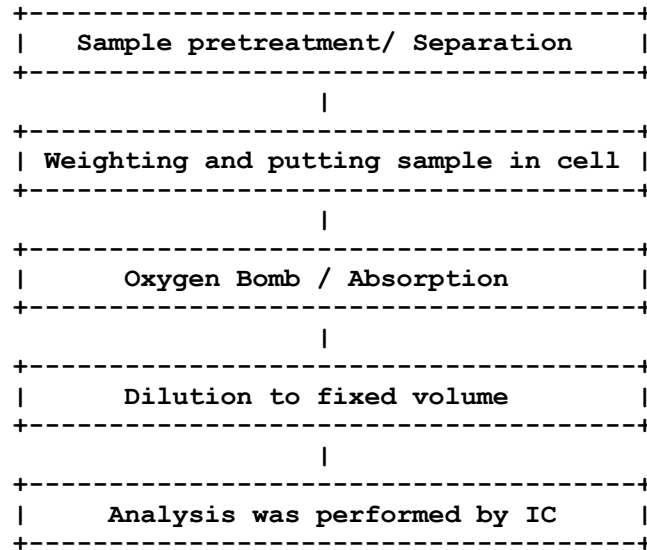 Sample pretreatment/ Separation
Weighting and putting sample in cell
Oxygen Bomb / Absorption
Dilution to fixed volume
Analysis was performed by IC